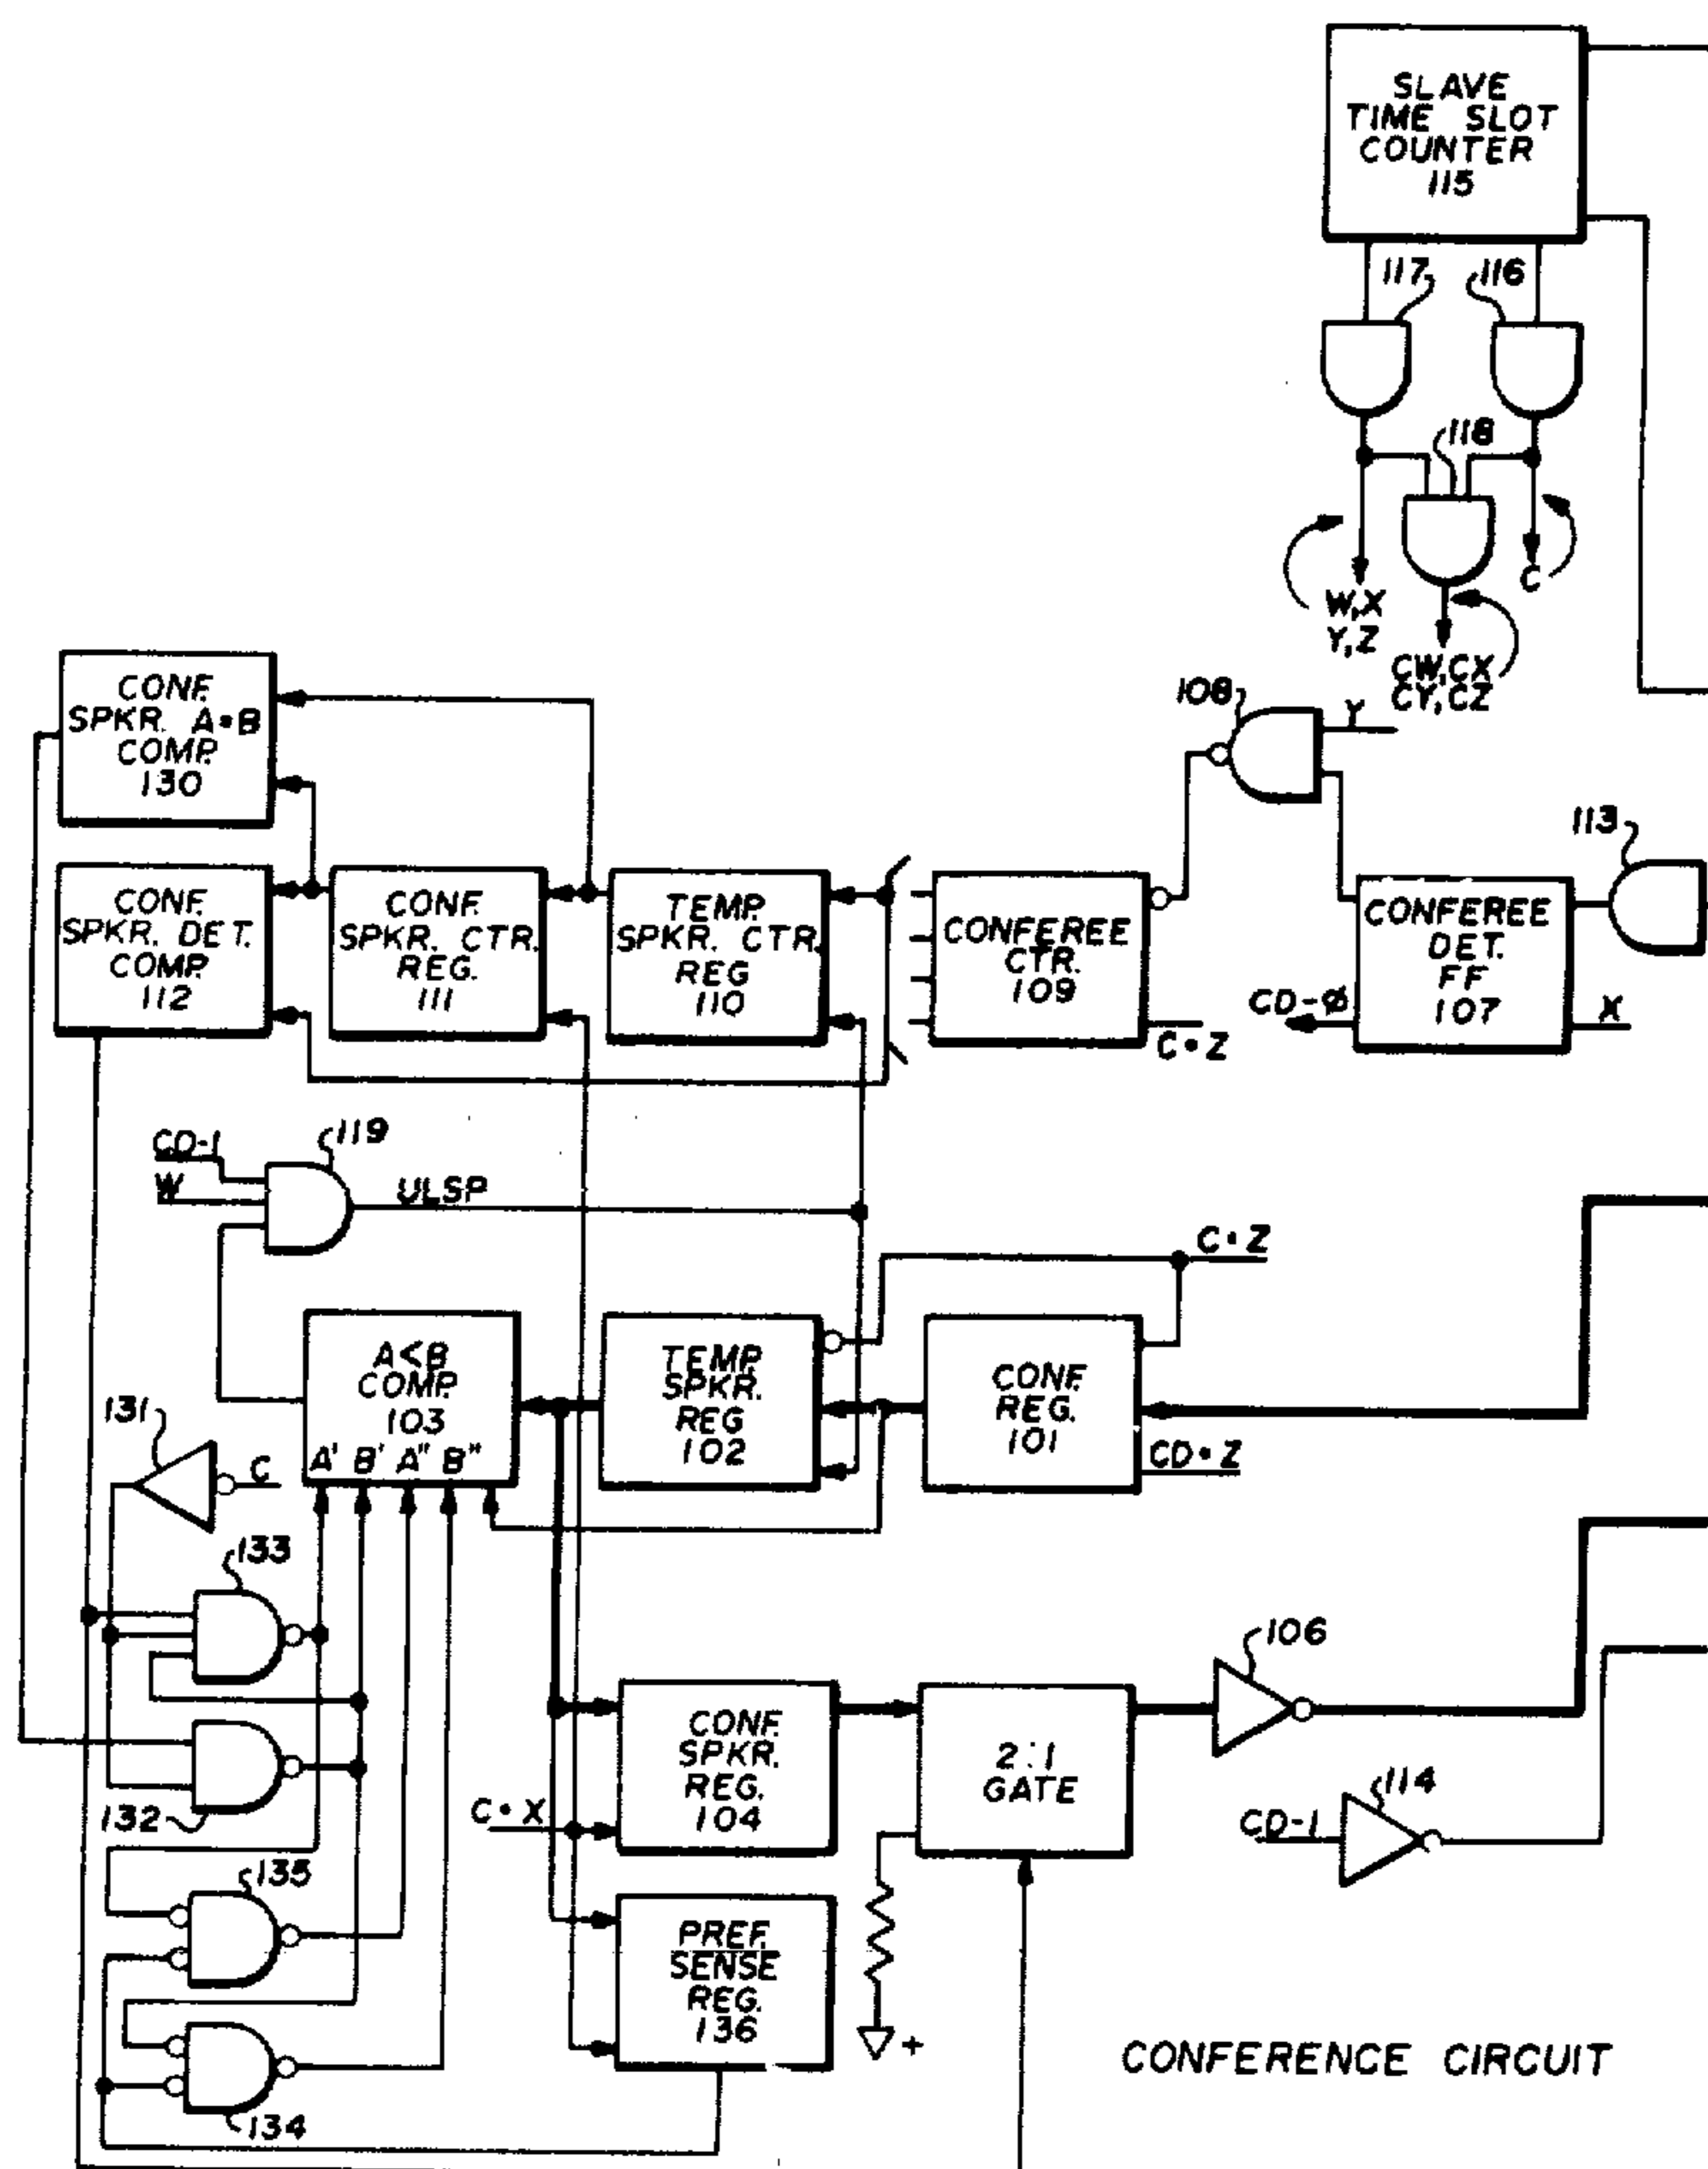 SLAVE
TIME SLOT
COUNTER
115
117
116
118
C
W,X
Y,Z
CW,CX
CY,CZ
CONF.
SPKR. A=B
COMP.
130
108
Y
113
CONF.
SPKR. DET.
COMP.
112
CONF.
SPKR. CTR.
REG.
111
TEMP.
SPKR. CTR.
REG
110
CONFEREE
CTR.
109
C•Z
CONFEREE
DET.
FF
107
CD-Ø
X
CD-1
W
119
ULSP
C•Z
A<B
COMP.
103
A' B' A" B"
TEMP.
SPKR.
REG
102
CONF.
REG.
101
CD•Z
131
C
133
106
CONF.
SPKR.
REG.
104
2:1
GATE
132
C•X
CD-1
114
135
PREF.
SENSE
REG.
136
+
134
CONFERENCE CIRCUIT